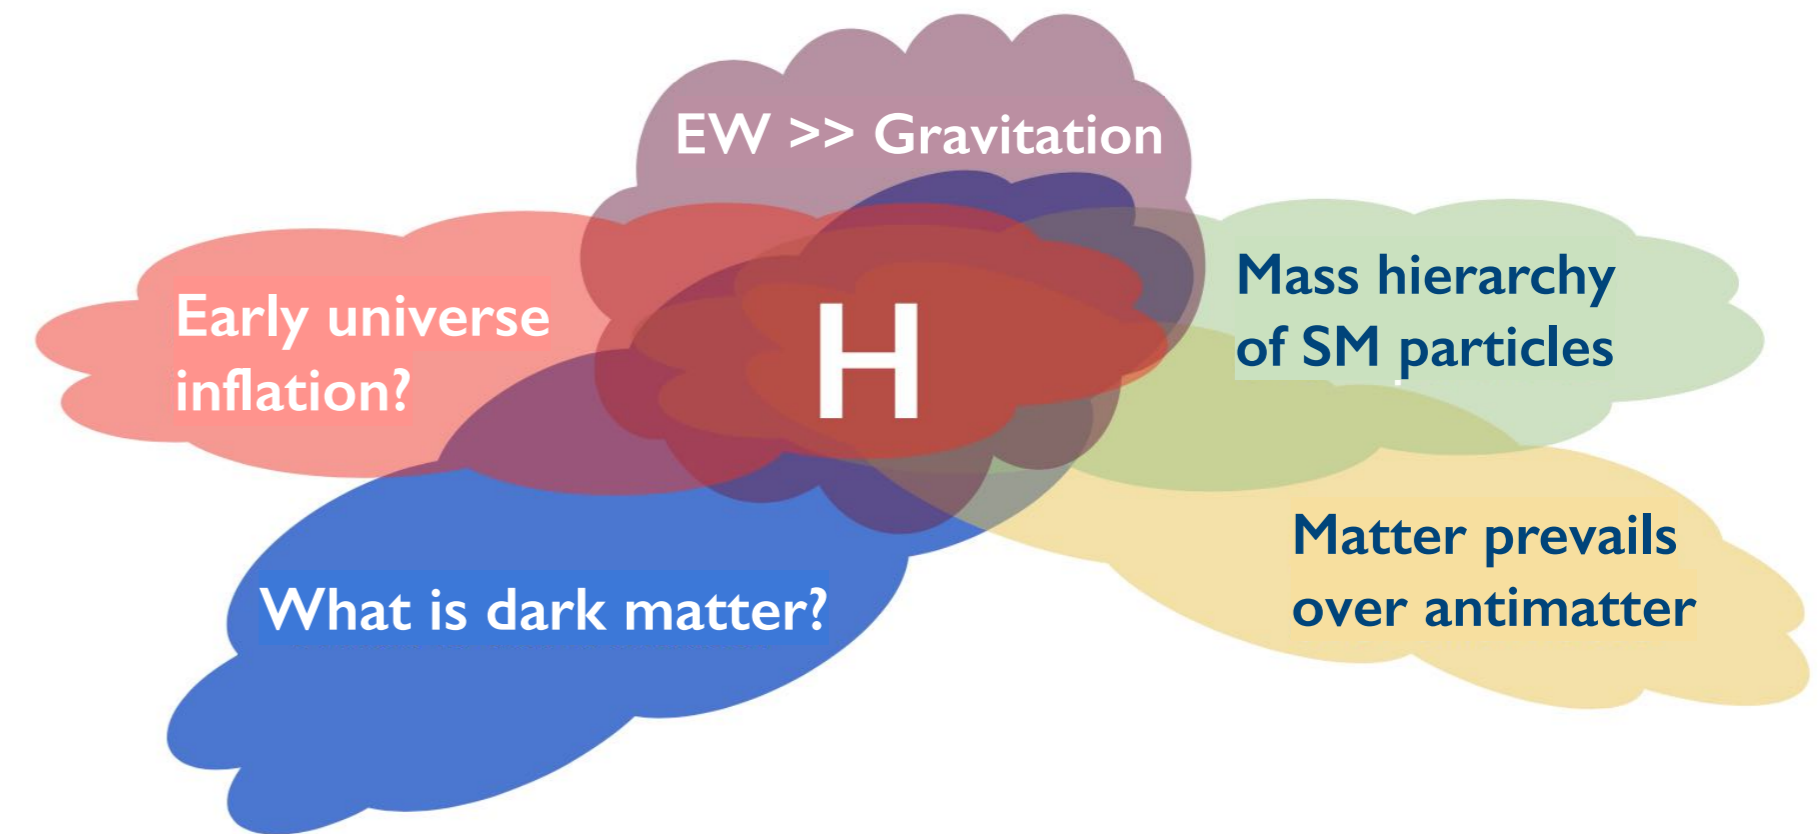 EW >> Gravitation
Early universe
inflation?
H
Mass hierarchy
of SM particles
What is dark matter?
Matter prevails
over antimatter